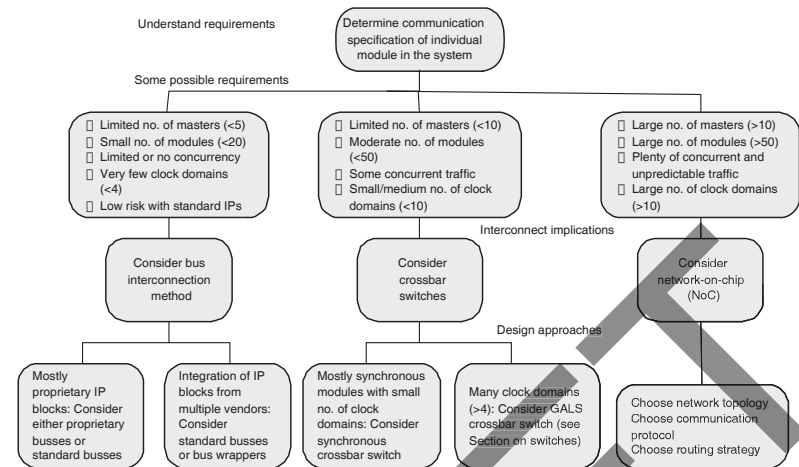 Understand requirements
Determine communication
specification of individual
module in the system
Some possible requirements
Limited no. of masters (<5)
Small no. of modules (<20)
Limited or no concurrency
Very few clock domains
(<4)
Low risk with standard IPs
Limited no. of masters (<10)
Moderate no. of modules
(<50)
Some concurrent traffic
Small/medium no. of clock
domains (<10)
Large no. of masters (>10)
Large no. of modules (>50)
Plenty of concurrent and
unpredictable traffic
Large no. of clock domains
(>10)
Interconnect implications
Consider bus
interconnection
method
Consider
crossbar
switches
Consider
network-on-chip
(NoC)
Design approaches
Mostly
proprietary IP
blocks: Consider
either proprietary
busses or
standard busses
Integration of IP
blocks from
multiple vendors:
Consider
standard busses
or bus wrappers
Mostly synchronous
modules with small
no. of clock
domains: Consider
synchronous
crossbar switch
Many clock domains
(>4): Consider GALS
crossbar switch (see
Section on switches)
Choose network topology
Choose communication
protocol
Choose routing strategy